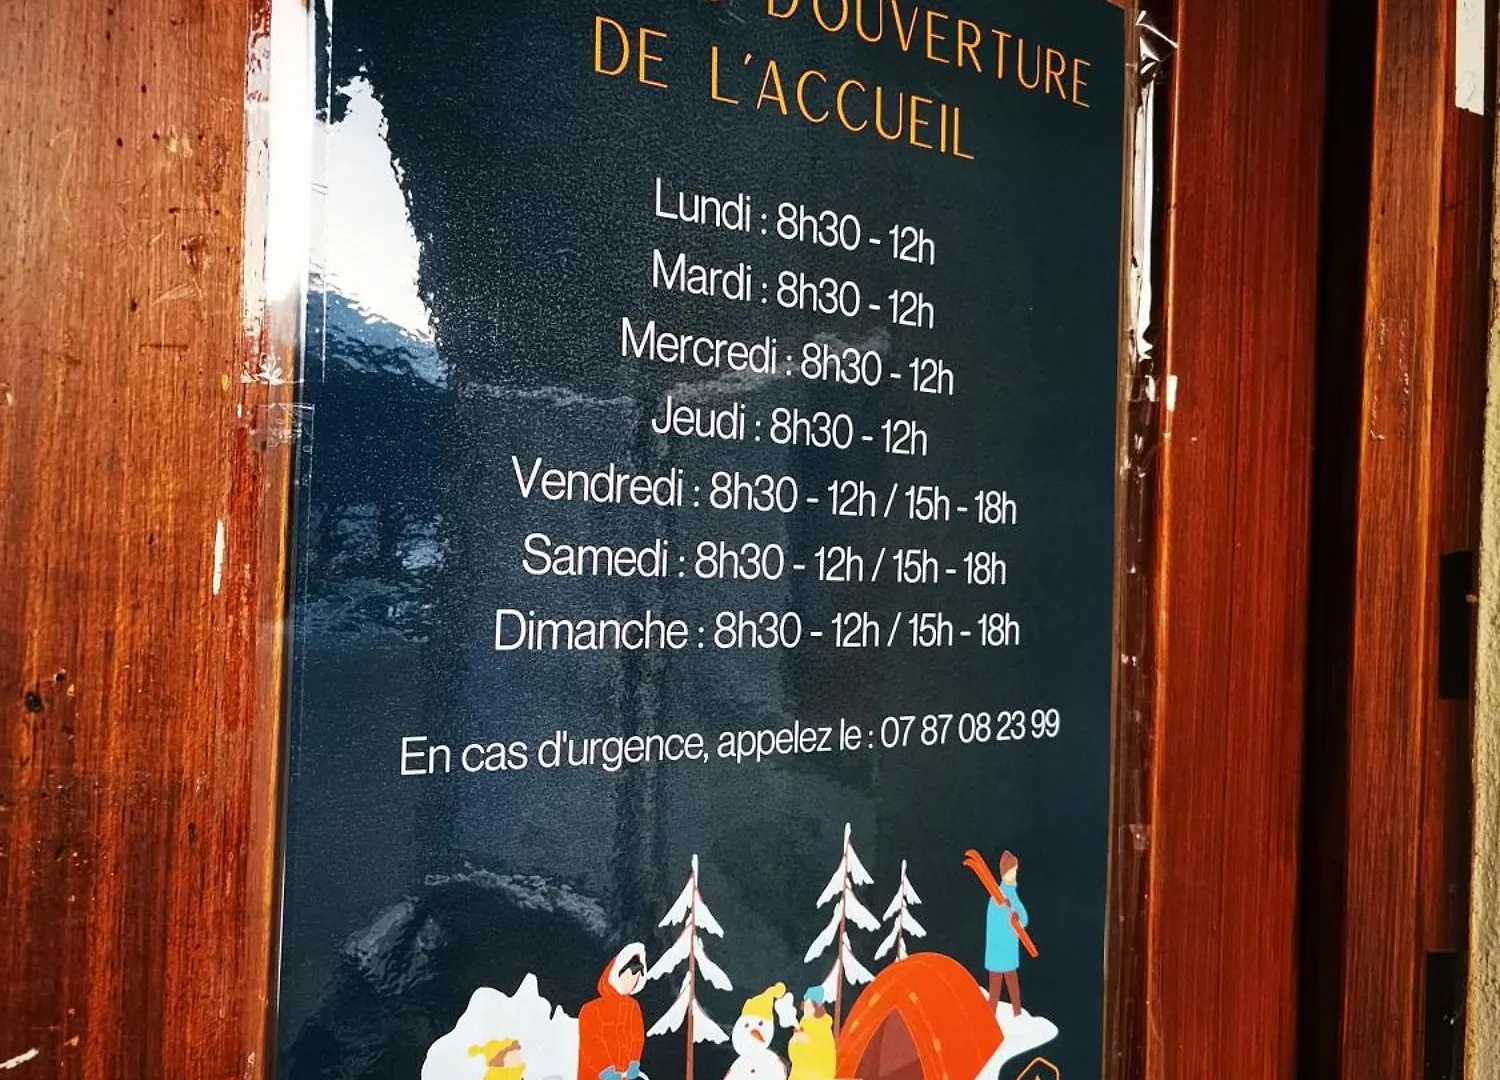 D'OUVERTURE
DE L'ACCUEIL
Lundi : 8h30 - 12h
Mardi : 8h30 - 12h
Mercredi : 8h30 - 12h
Jeudi : 8h30 - 12h
Vendredi : 8h30 - 12h / 15h - 18h
Samedi : 8h30 - 12h / 15h - 18h
Dimanche : 8h30 - 12h / 15h - 18h
En cas d'urgence, appelez le : 07 87 08 23 99